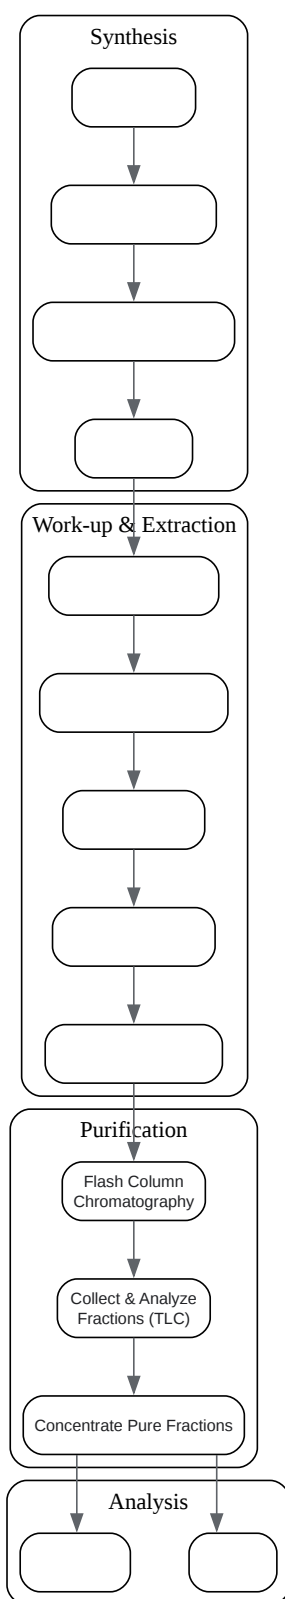 Synthesis
Work-up & Extraction
Purification
Flash Column
Chromatography
Collect & Analyze
Fractions (TLC)
Concentrate Pure Fractions
Analysis